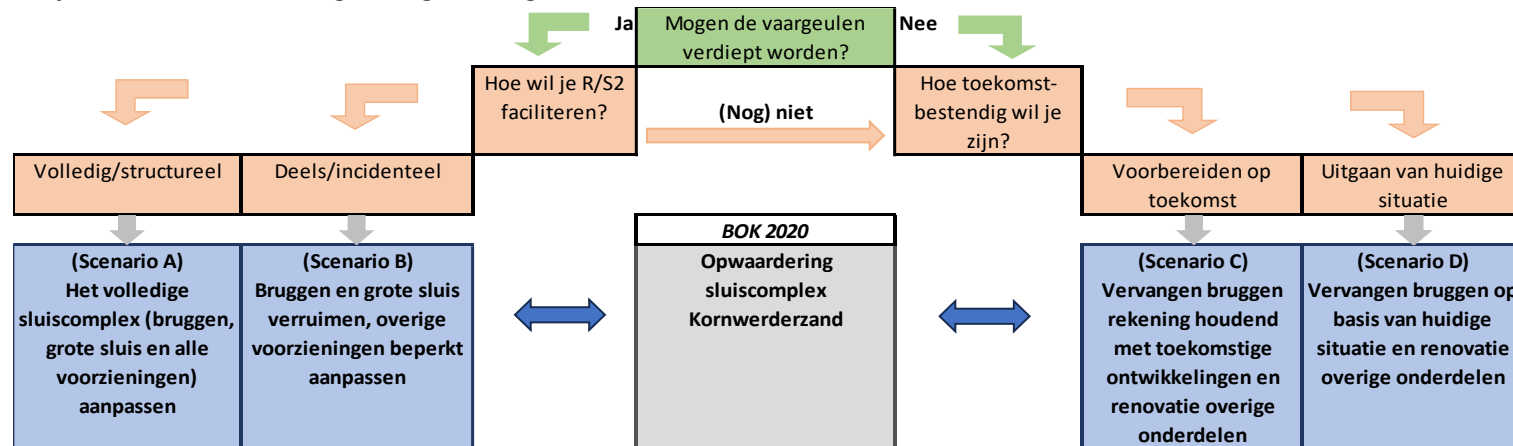 Ja
Mogen de vaargeulen
verdiept worden?
Nee
Hoe wil je R/S2
faciliteren?
(Nog) niet
Hoe toekomst-
bestendig wil je
zijn?
Volledig/structureel
Deels/incidenteel
Voorbereiden op
toekomst
Uitgaan van huidige
situatie
(Scenario A)
Het volledige
sluiscomplex (bruggen,
grote sluis en alle
voorzieningen)
aanpassen
(Scenario B)
Bruggen en grote sluis
verruimen, overige
voorzieningen beperkt
aanpassen
BOK 2020
Opwaardering
sluiscomplex
Kornwerderzand
(Scenario C)
Vervangen bruggen
rekening houdend
met toekomstige
ontwikkelingen en
renovatie overige
onderdelen
(Scenario D)
Vervangen bruggen op
basis van huidige
situatie en renovatie
overige onderdelen